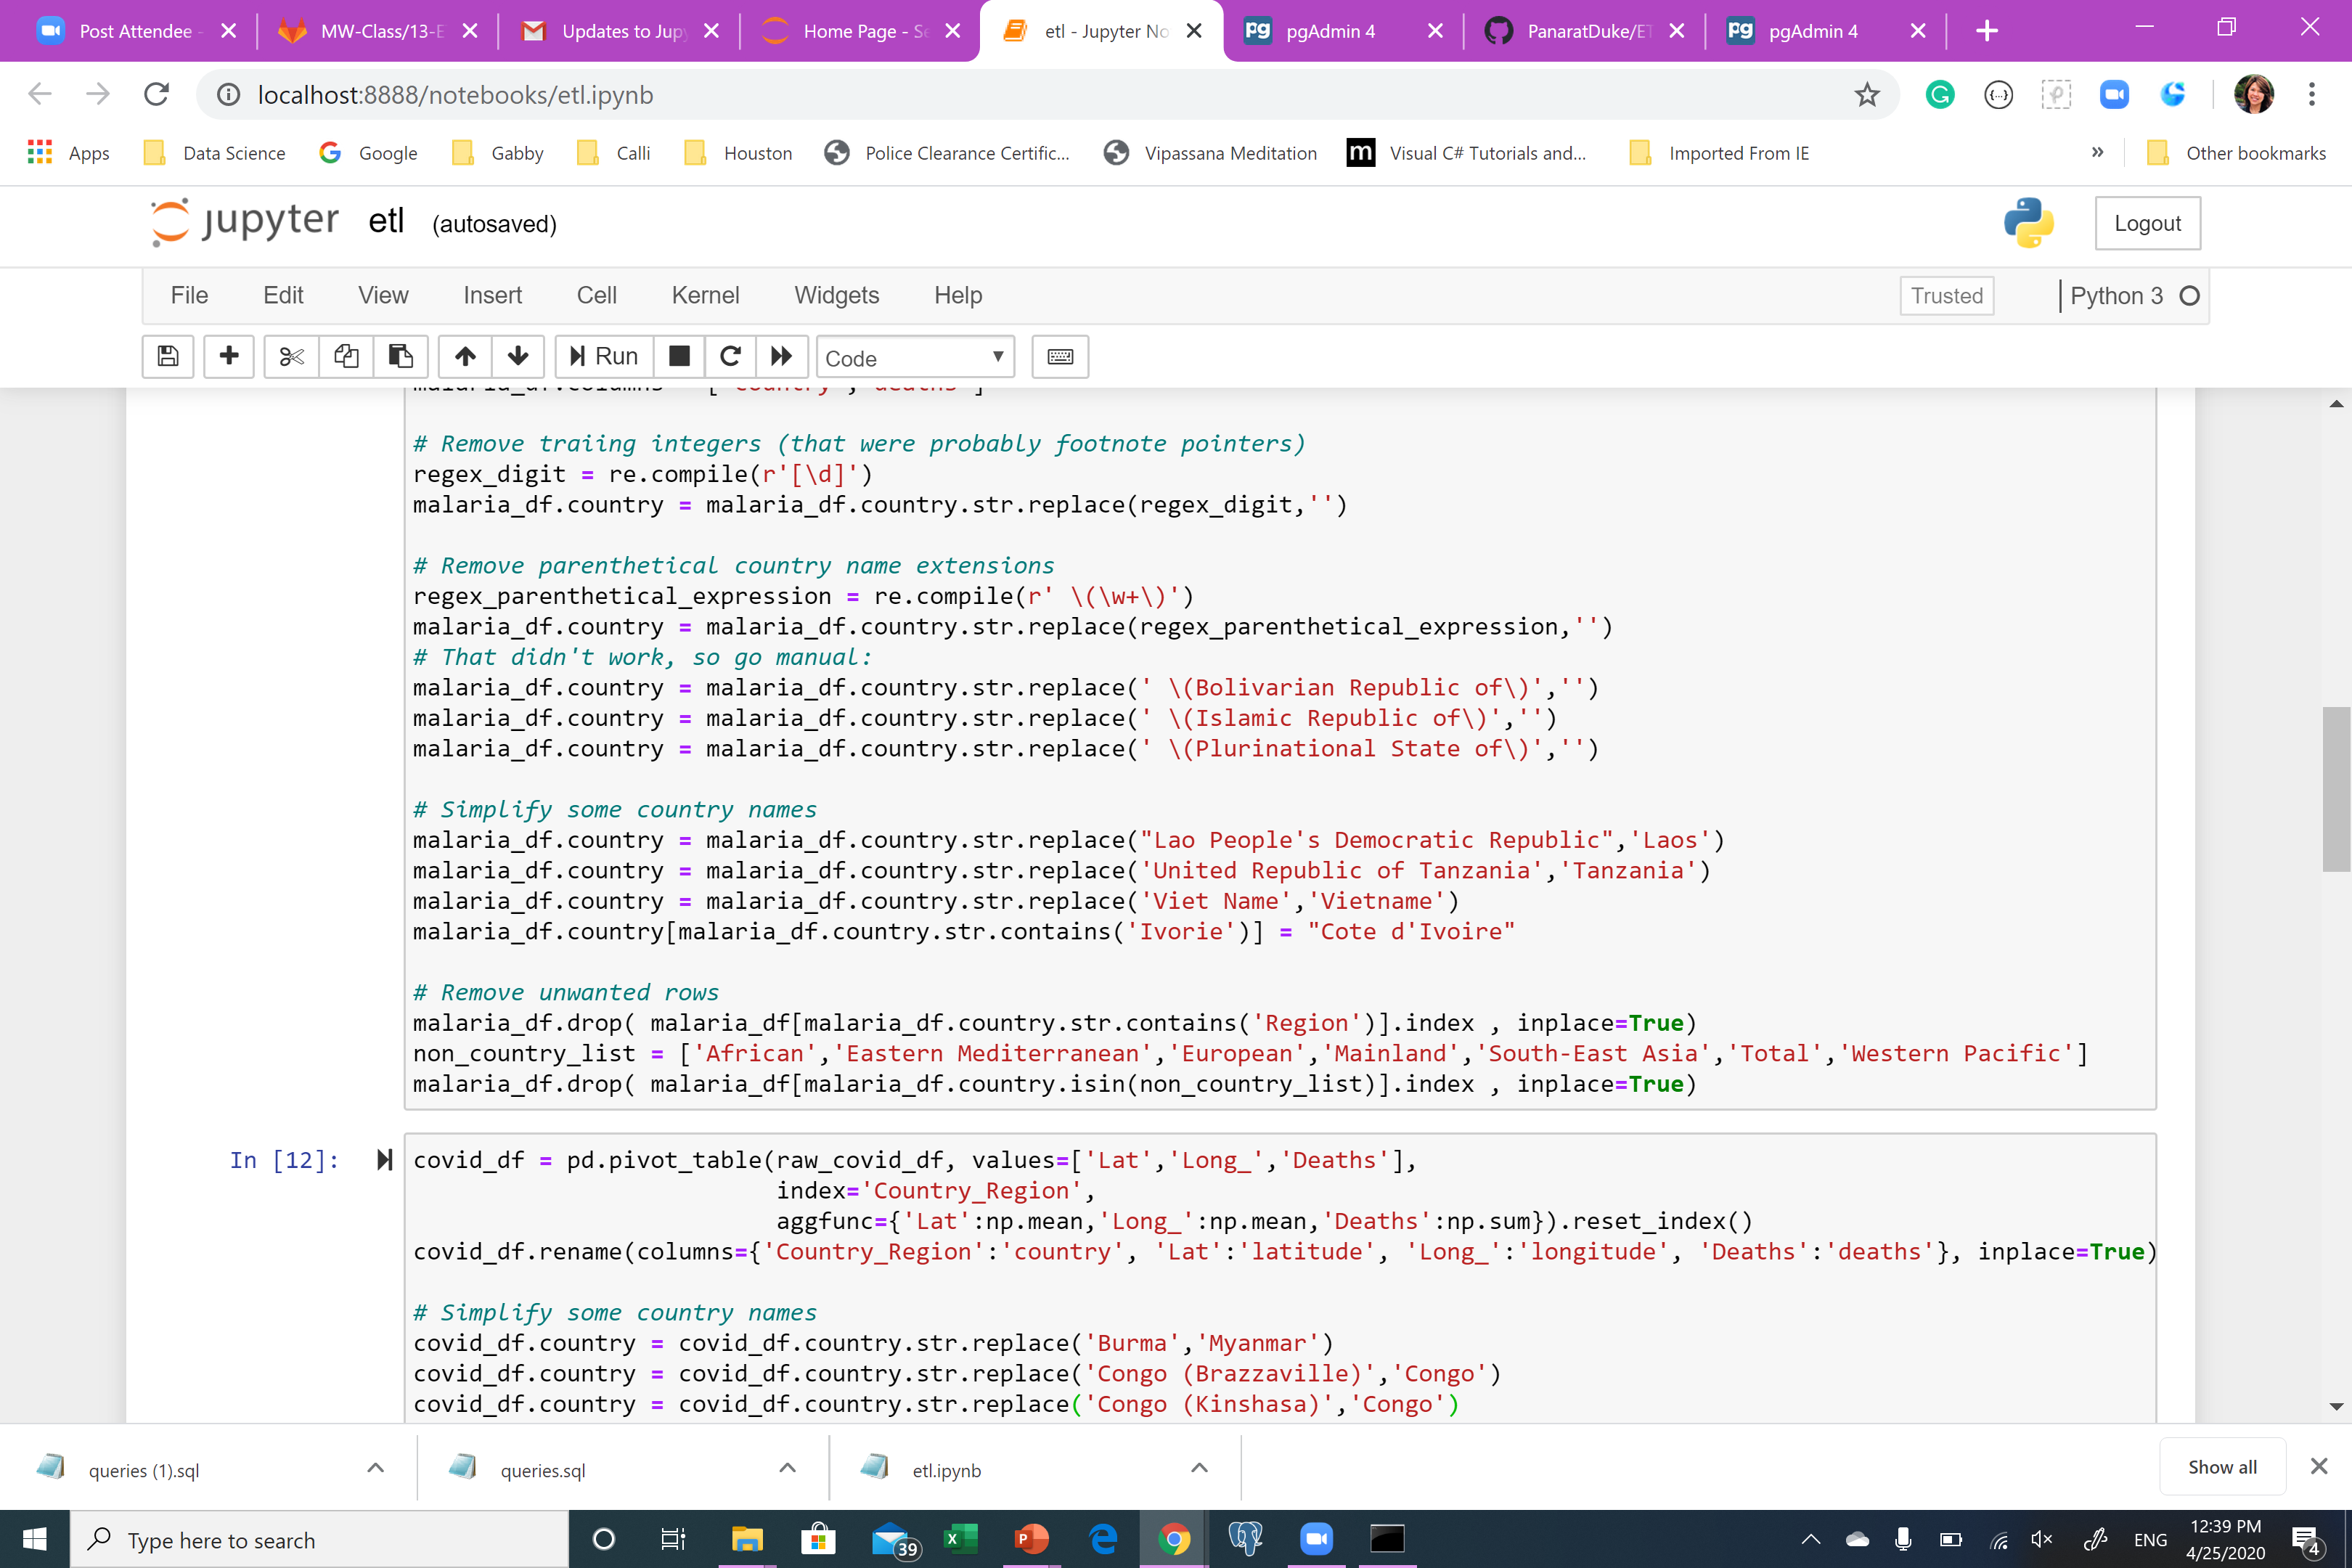 Post Attendee -
MW-Class/13-E
Updates to Jupy
Home Page - Se
etl - Jupyter No
pgAdmin 4
PanaratDuke/ET
pgAdmin 4
localhost:8888/notebooks/etl.ipynb
Apps
Data Science
Google
Gabby
Calli
Houston
Police Clearance Certific...
Vipassana Meditation
Visual C# Tutorials and...
Imported From IE
»
Other bookmarks
jupyter etl (autosaved)
Logout
File Edit View Insert Cell Kernel Widgets Help
Trusted
Python 3
Run
Code
malaria_df.columns = ['country','deaths']
# Remove traiing integers (that were probably footnote pointers)
regex_digit = re.compile(r'[\d]')
malaria_df.country = malaria_df.country.str.replace(regex_digit,'')
# Remove parenthetical country name extensions
regex_parenthetical_expression = re.compile(r' \(\w+\)')
malaria_df.country = malaria_df.country.str.replace(regex_parenthetical_expression,'')
# That didn't work, so go manual:
malaria_df.country = malaria_df.country.str.replace(' \(Bolivarian Republic of\)','')
malaria_df.country = malaria_df.country.str.replace(' \(Islamic Republic of\)','')
malaria_df.country = malaria_df.country.str.replace(' \(Plurinational State of\)','')
# Simplify some country names
malaria_df.country = malaria_df.country.str.replace("Lao People's Democratic Republic",'Laos')
malaria_df.country = malaria_df.country.str.replace('United Republic of Tanzania','Tanzania')
malaria_df.country = malaria_df.country.str.replace('Viet Name','Vietname')
malaria_df.country[malaria_df.country.str.contains('Ivorie')] = "Cote d'Ivoire"
# Remove unwanted rows
malaria_df.drop( malaria_df[malaria_df.country.str.contains('Region')].index , inplace=True)
non_country_list = ['African','Eastern Mediterranean','European','Mainland','South-East Asia','Total','Western Pacific']
malaria_df.drop( malaria_df[malaria_df.country.isin(non_country_list)].index , inplace=True)
In [12]:
covid_df = pd.pivot_table(raw_covid_df, values=['Lat','Long_','Deaths'],
index='Country_Region',
aggfunc={'Lat':np.mean,'Long_':np.mean,'Deaths':np.sum}).reset_index()
covid_df.rename(columns={'Country_Region':'country', 'Lat':'latitude', 'Long_':'longitude', 'Deaths':'deaths'}, inplace=True)
# Simplify some country names
covid_df.country = covid_df.country.str.replace('Burma','Myanmar')
covid_df.country = covid_df.country.str.replace('Congo (Brazzaville)','Congo')
covid_df.country = covid_df.country.str.replace('Congo (Kinshasa)','Congo')
queries (1).sql
queries.sql
etl.ipynb
Show all
Type here to search
39
ENG
12:39 PM
4/25/2020
4